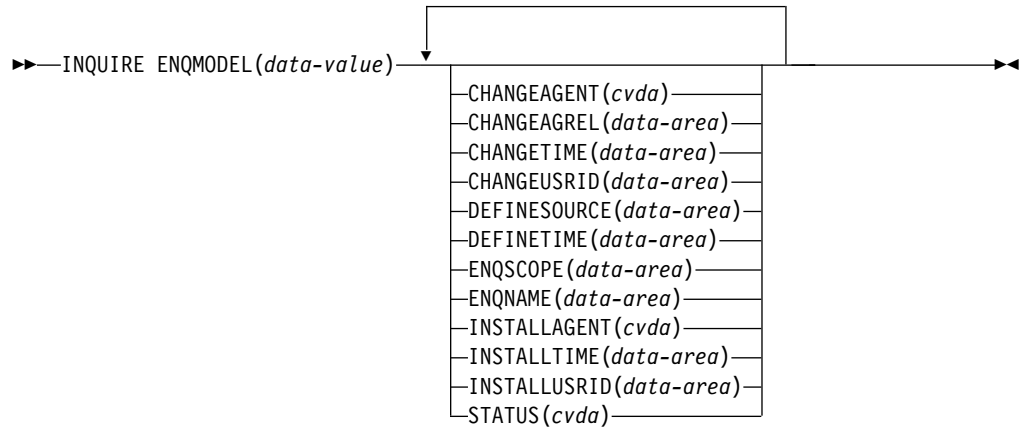 INQUIRE ENQMODEL(data-value)
CHANGEAGENT(cvda)
CHANGEAGREL(data-area)
CHANGETIME(data-area)
CHANGEUSRID(data-area)
DEFINESOURCE(data-area)
DEFINETIME(data-area)
ENQSCOPE(data-area)
ENQNAME(data-area)
INSTALLAGENT(cvda)
INSTALLTIME(data-area)
INSTALLUSRID(data-area)
STATUS(cvda)